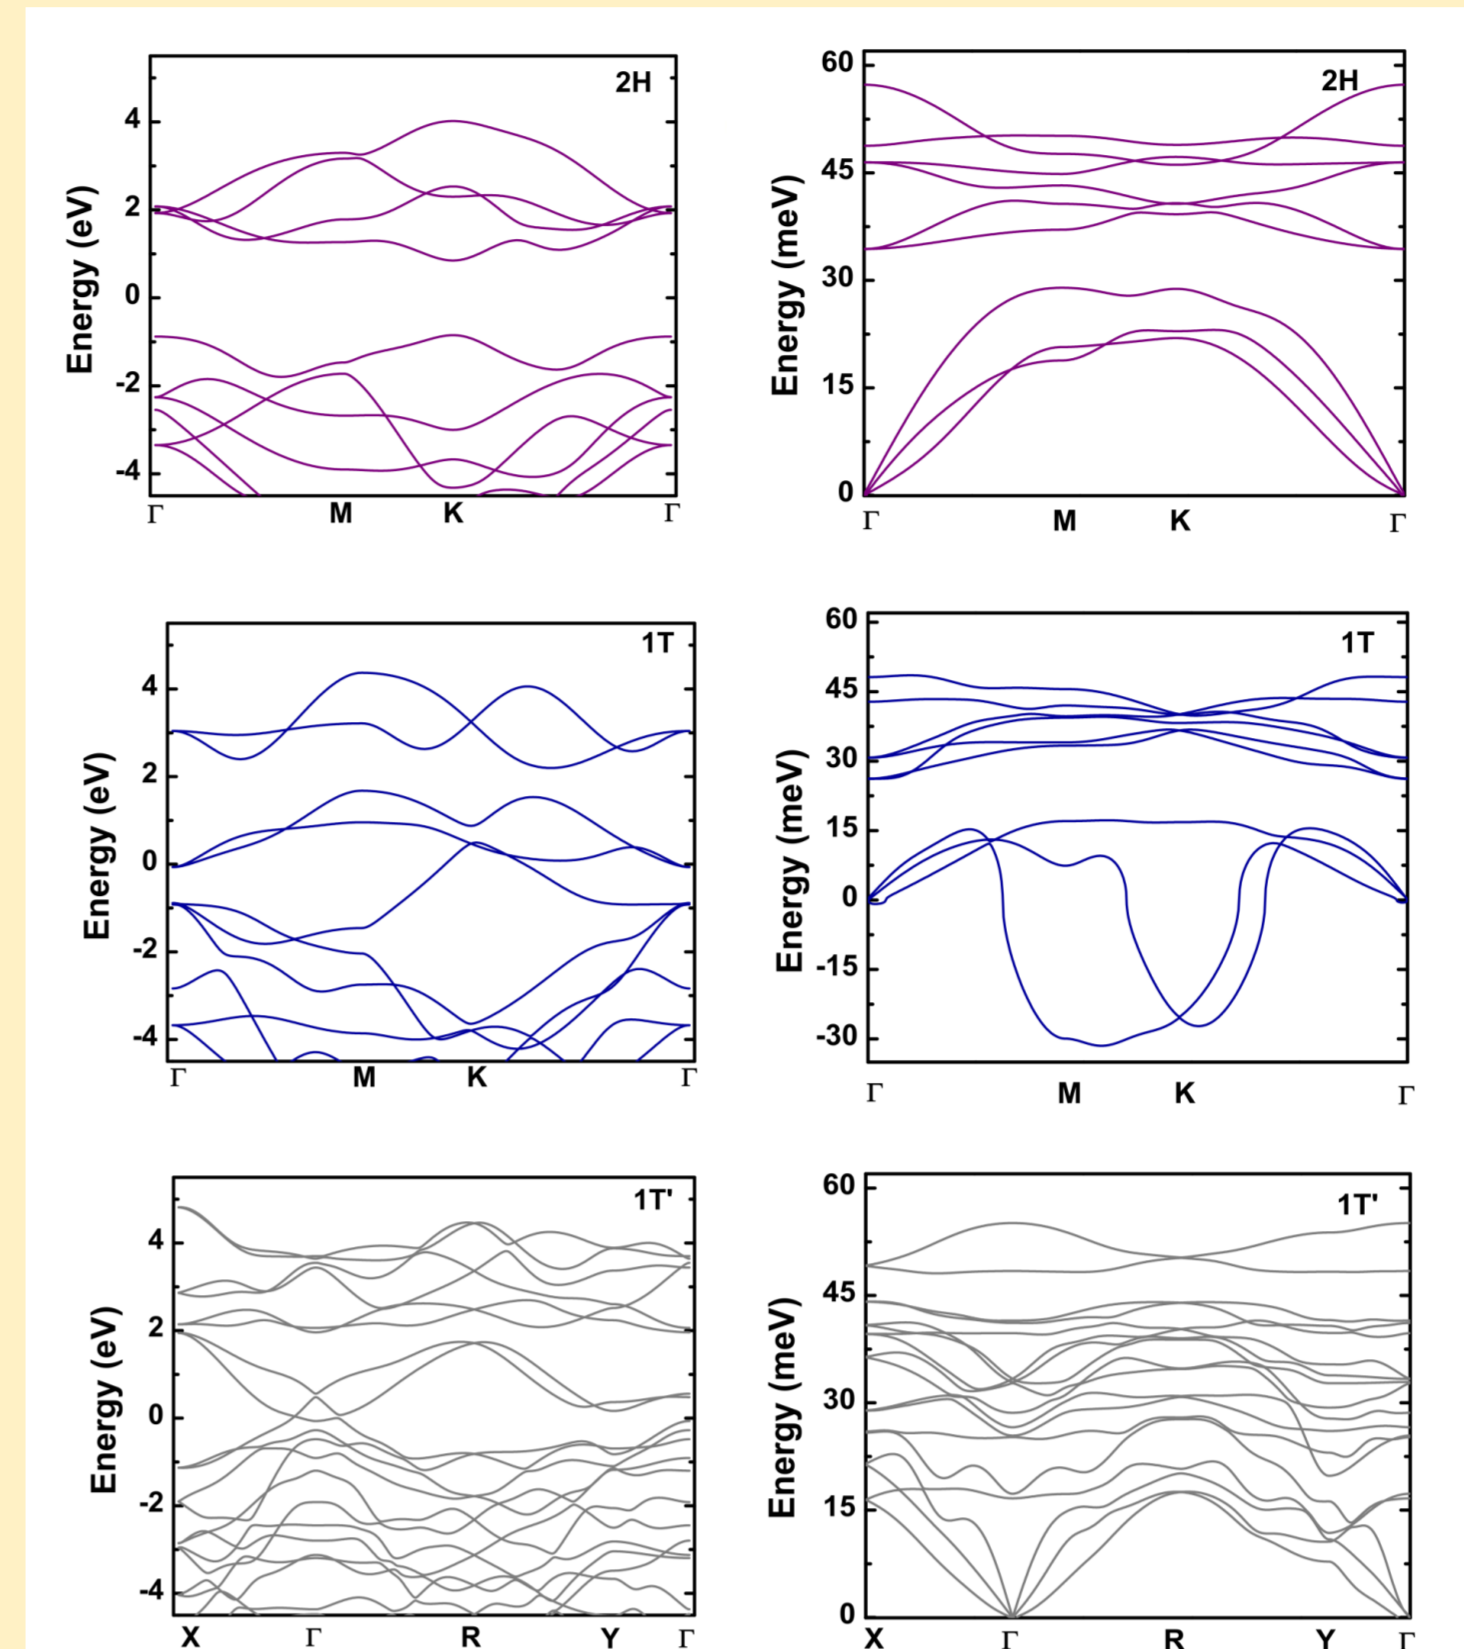 2H
Energy (eV)
4
2
0
-2
-4
Γ M K Γ
2H
Energy (meV)
60
45
30
15
0
Γ M K Γ
1T
Energy (eV)
4
2
0
-2
-4
Γ M K Γ
1T
Energy (meV)
60
45
30
15
0
-15
-30
Γ M K Γ
1T'
Energy (eV)
4
2
0
-2
-4
X Γ R Y Γ
1T'
Energy (meV)
60
45
30
15
0
X Γ R Y Γ